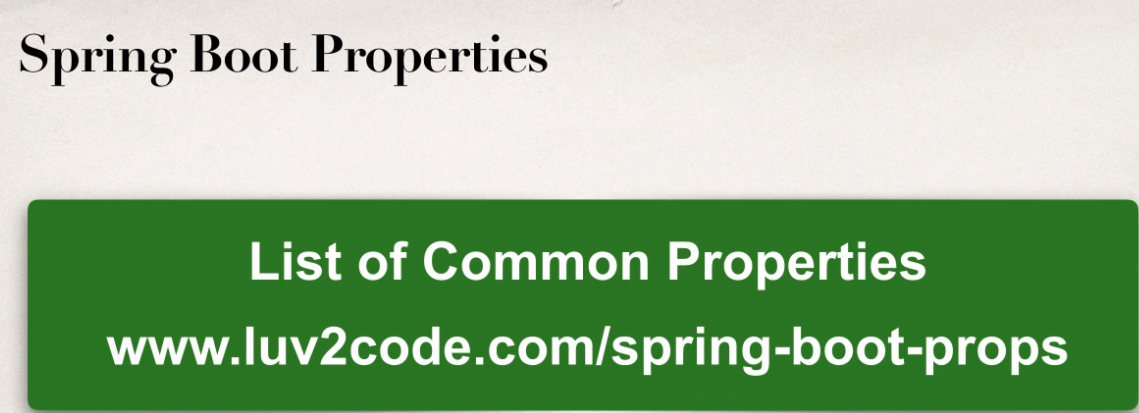 Spring Boot Properties
List of Common Properties
www.luv2code.com/spring-boot-props